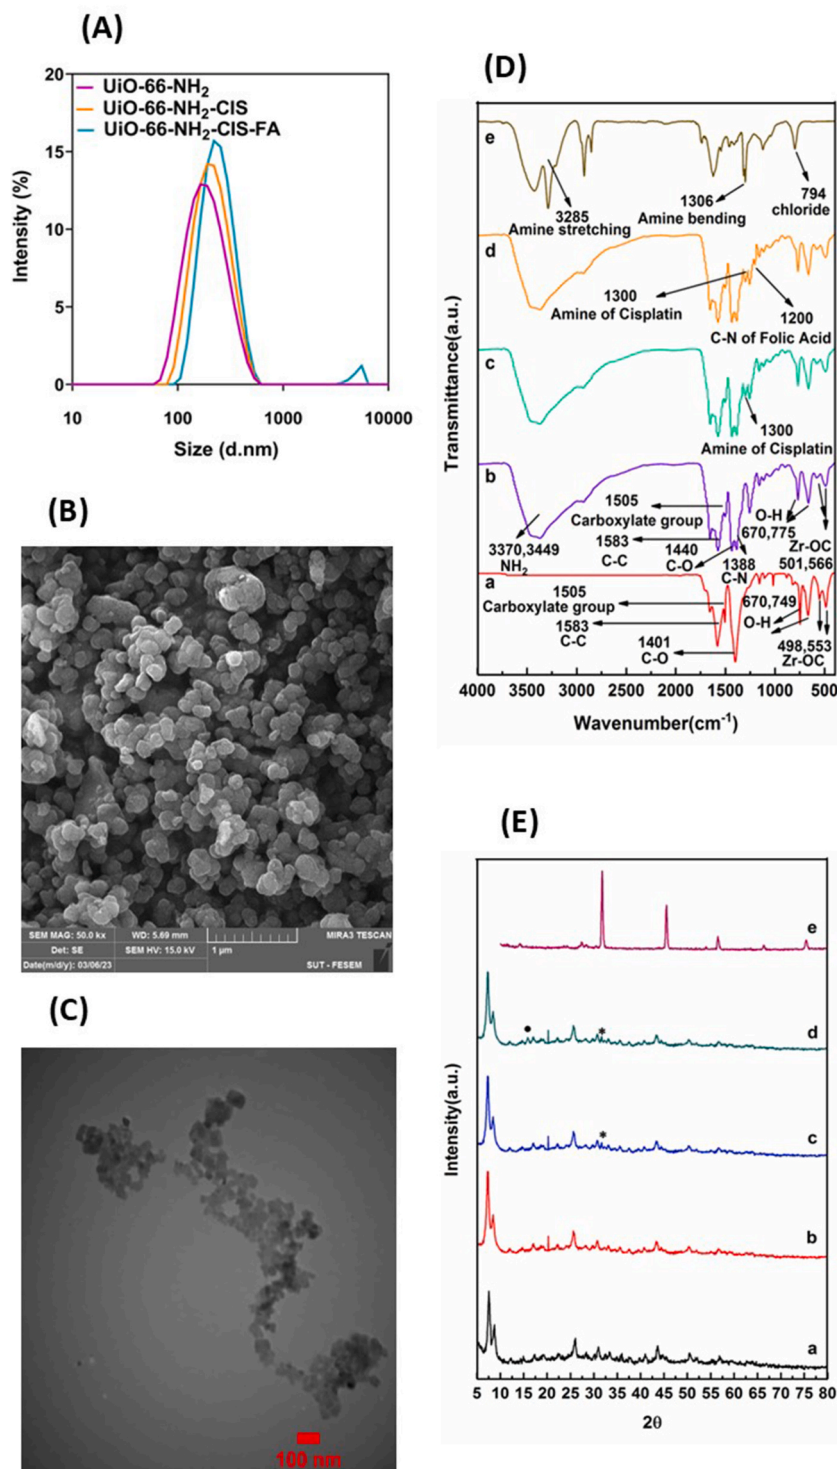 (A)
20
15
10
5
0
Intensity (%)
UiO-66-NH2
UiO-66-NH2-CIS
UiO-66-NH2-CIS-FA
10
100
1000
10000
Size (d.nm)
(B)
SEM MAG: 50.0 kx
WD: 5.69 mm
MIRA3 TESCAN
Det: SE
SEM HV: 15.0 kV
1 µm
Date(m/d/y): 03/06/23
SUT - FESEM
(C)
100 nm
(D)
Transmittance(a.u.)
e
3285
Amine stretching
1306
Amine bending
794
chloride
d
1300
Amine of Cisplatin
1200
C-N of Folic Acid
c
1300
Amine of Cisplatin
b
1505
Carboxylate group
3370,3449
NH2
1583
C-C
1440
C-O
1388
C-N
O-H
670,775
Zr-OC
501,566
a
1505
Carboxylate group
1583
C-C
1401
C-O
670,749
O-H
498,553
Zr-OC
4000 3500 3000 2500 2000 1500 1000 500
Wavenumber(cm-1)
(E)
Intensity(a.u.)
e
d
*
c
*
b
a
5 10 15 20 25 30 35 40 45 50 55 60 65 70 75 80
2θ